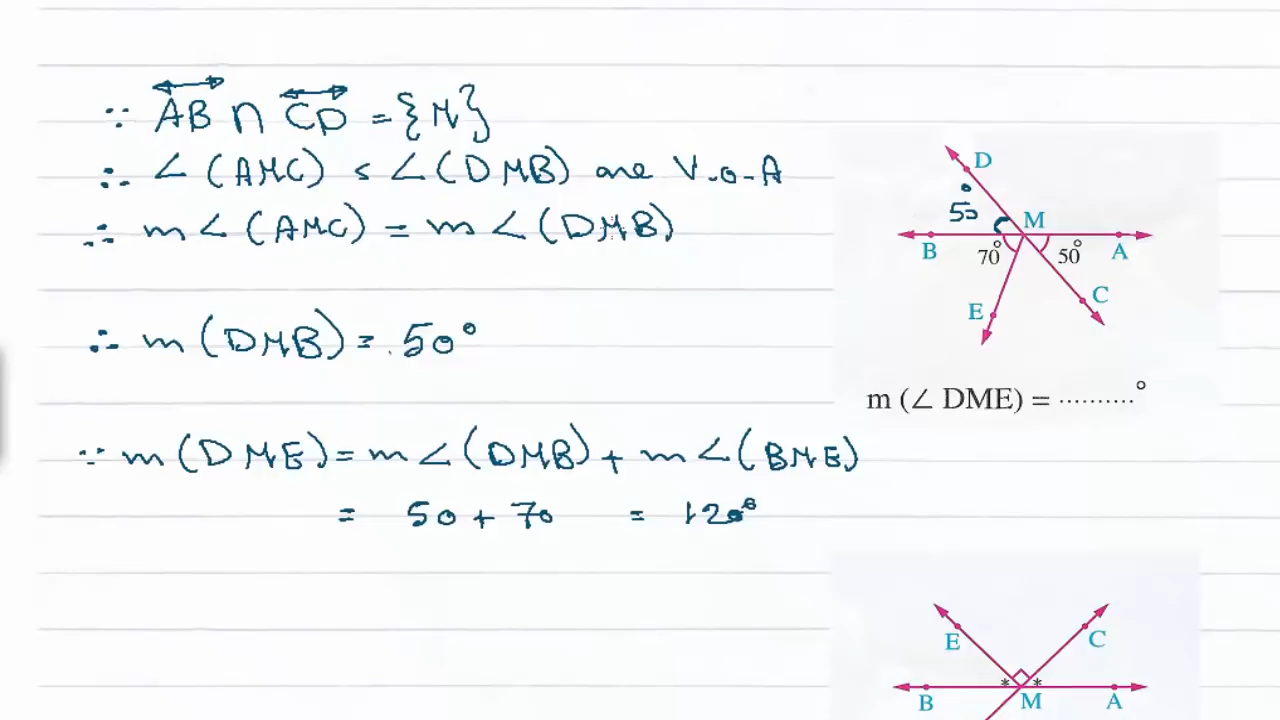 ∵ AB ∩ CD = {M}
∴ ∠(AMC) ≤ ∠(DMB) are V.O.A
∴ m∠(AMC) = m∠(DMB)
∴ m(DMB) = 50°
∵ m(DME) = m∠(DMB) + m∠(BME)
= 50 + 70 = 120°
D
50°
M
B
70°
50°
A
E
C
m (∠ DME) = ..........°
E
C
* *
B
M
A